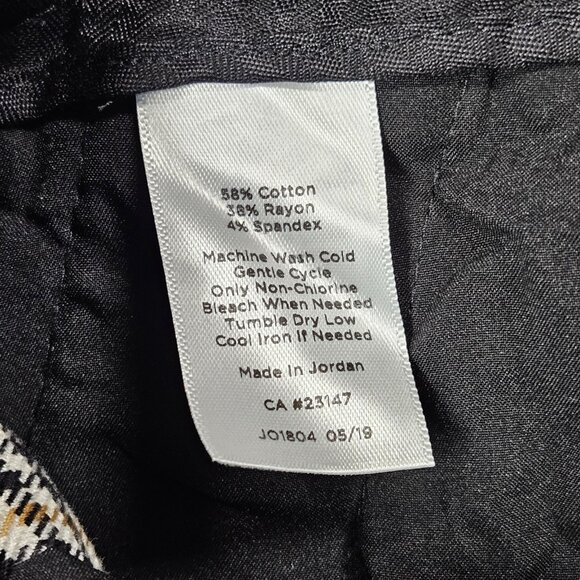 58% Cotton
38% Rayon
4% Spandex
Machine Wash Cold
Gentle Cycle
Only Non-Chlorine
Bleach When Needed
Tumble Dry Low
Cool Iron If Needed
Made In Jordan
CA #23147
JO1804 05/19